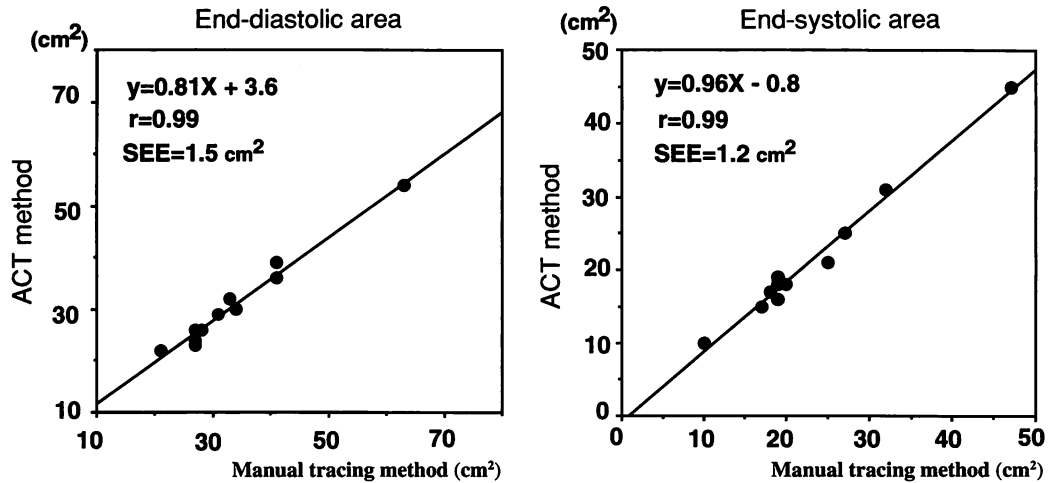 End-diastolic area
(cm²)
y=0.81X + 3.6
r=0.99
SEE=1.5 cm²
70
50
30
10
ACT method
10 30 50 70
Manual tracing method (cm²)
End-systolic area
(cm²)
y=0.96X - 0.8
r=0.99
SEE=1.2 cm²
50
40
30
20
10
0
ACT method
0 10 20 30 40 50
Manual tracing method (cm²)